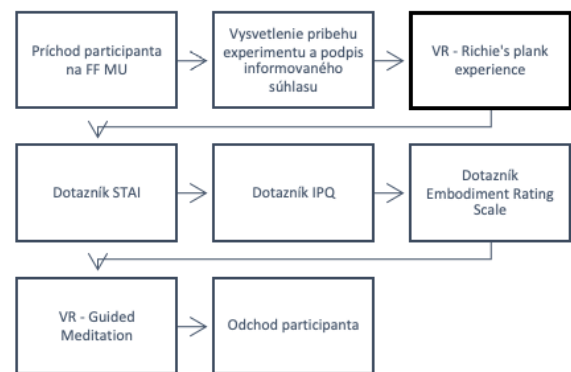 Príchod participanta
na FF MU
Vysvetlenie pribehu
experimentu a podpis
informovaného
súhlasu
VR - Richie's plank
experience
Dotazník STAI
Dotazník IPQ
Dotazník
Embodiment Rating
Scale
VR - Guided
Meditation
Odchod participanta